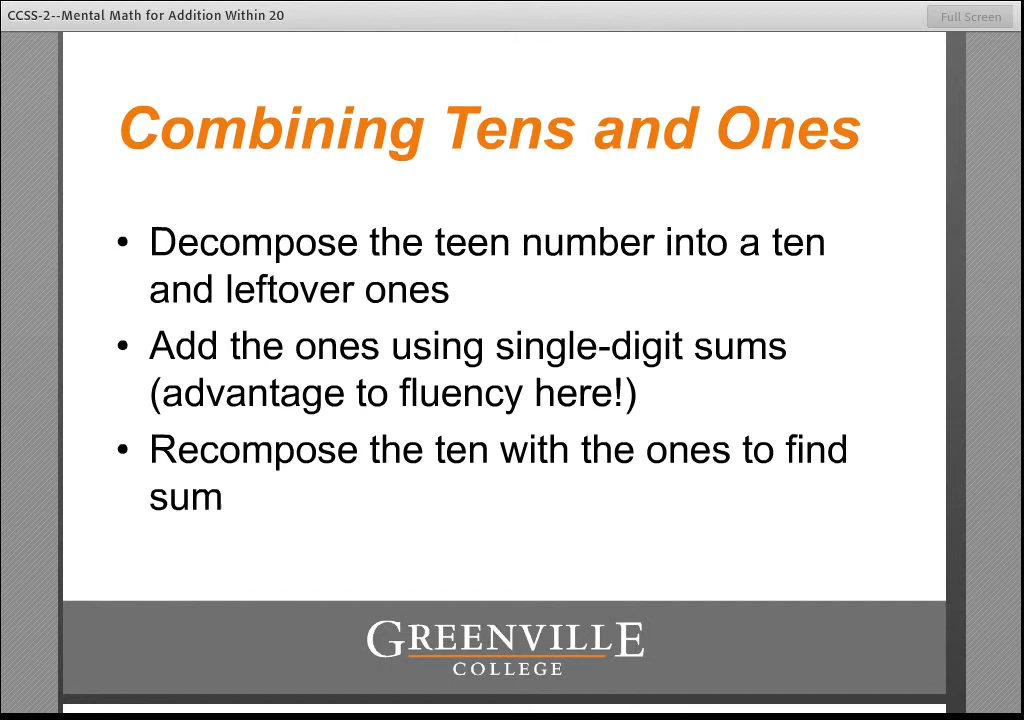 CCSS-2--Mental Math for Addition Within 20
Full Screen
Combining Tens and Ones
• Decompose the teen number into a ten
and leftover ones
• Add the ones using single-digit sums
(advantage to fluency here!)
• Recompose the ten with the ones to find
sum
GREENVILLE
COLLEGE